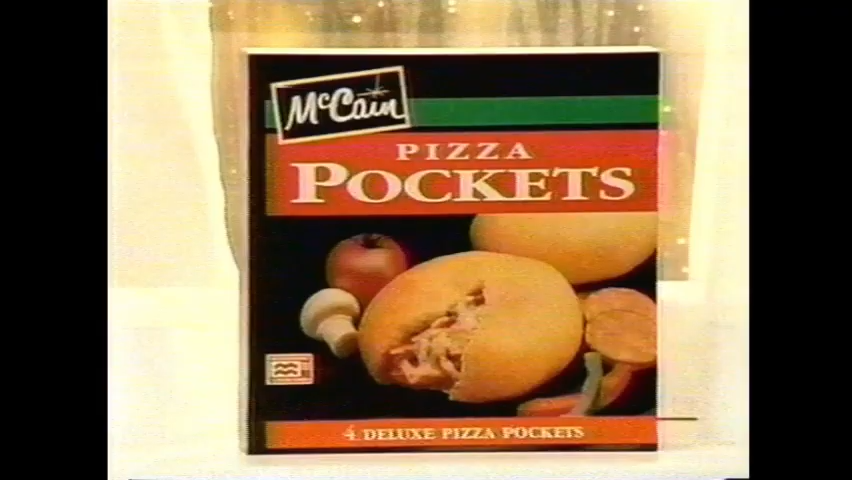 McCain
PIZZA
POCKETS
4 DELUXE PIZZA POCKETS